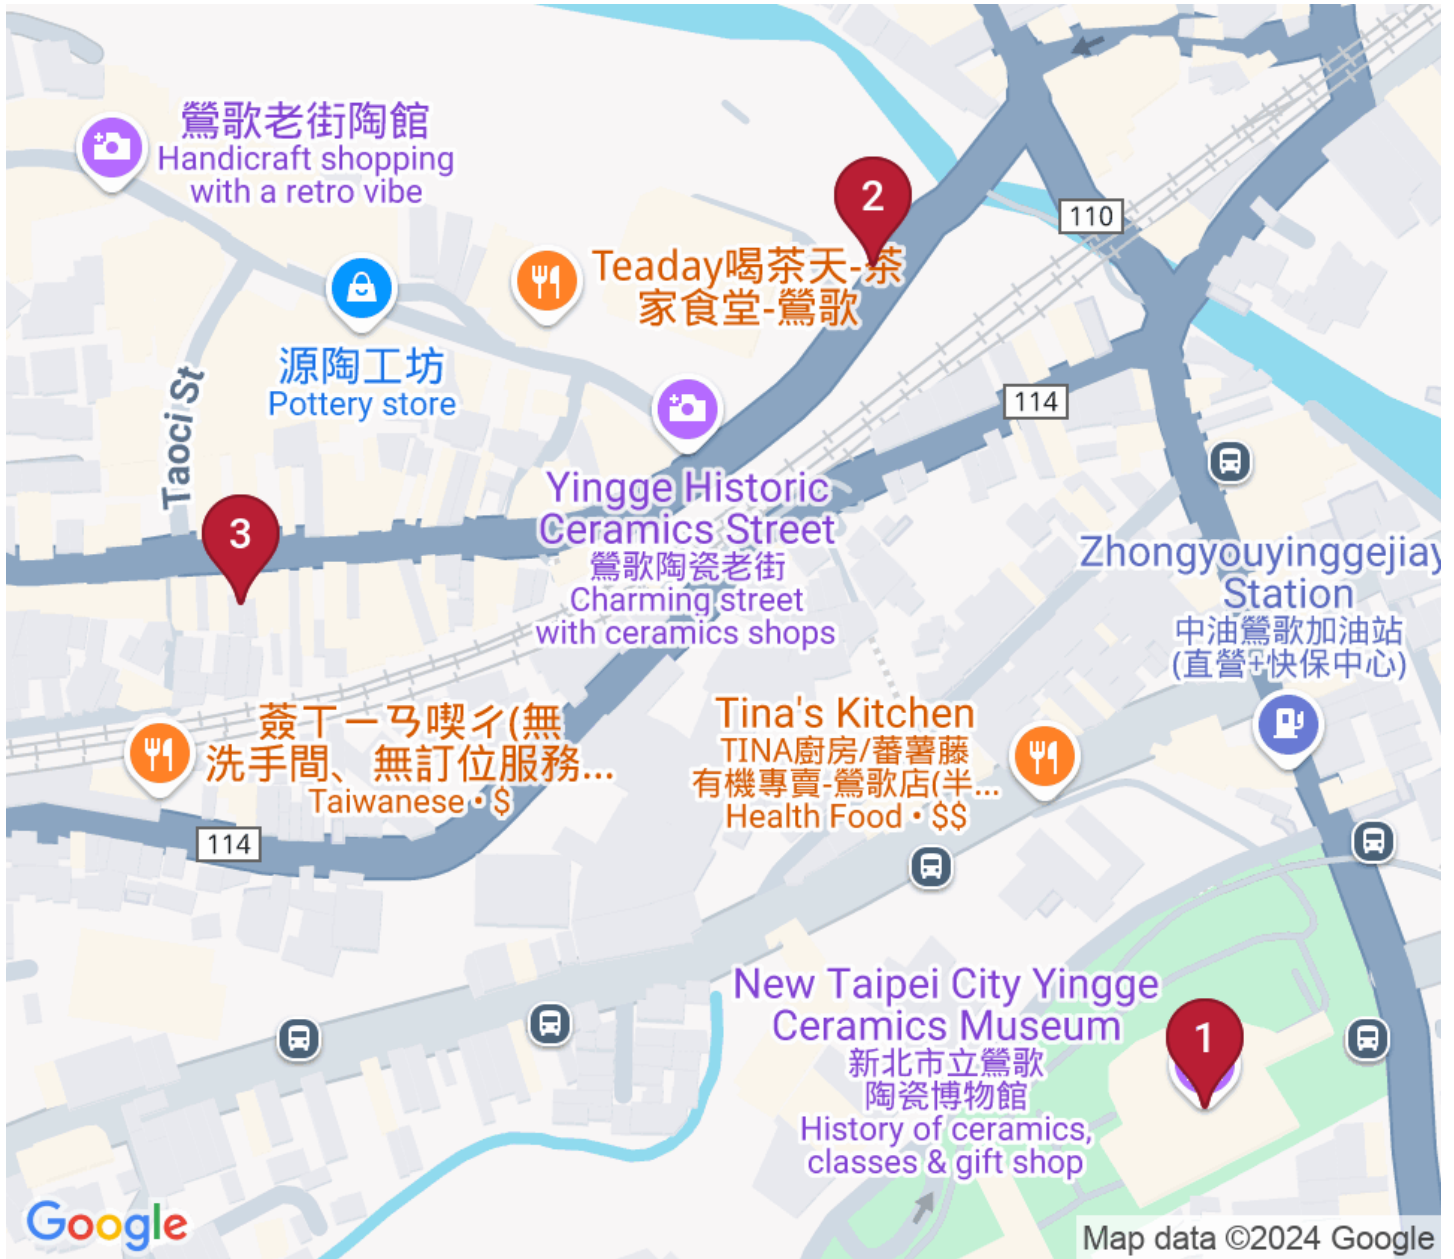 鶯歌老街陶館
Handicraft shopping
with a retro vibe
2
110
Teaday喝茶天-茶
家食堂-鶯歌
源陶工坊
Pottery store
114
Taoci St
Yingge Historic
Ceramics Street
鶯歌陶瓷老街
Charming street
with ceramics shops
3
Zhongyouyinggejiay
Station
中油鶯歌加油站
(直營+快保中心)
薟ㄒㄧㄢ喫ㄔ(無
洗手間、無訂位服務...
Taiwanese • $
Tina's Kitchen
TINA廚房/蕃薯藤
有機專賣-鶯歌店(半...
Health Food • $$
114
New Taipei City Yingge
Ceramics Museum
新北市立鶯歌
陶瓷博物館
History of ceramics,
classes & gift shop
1
Google
Map data ©2024 Google